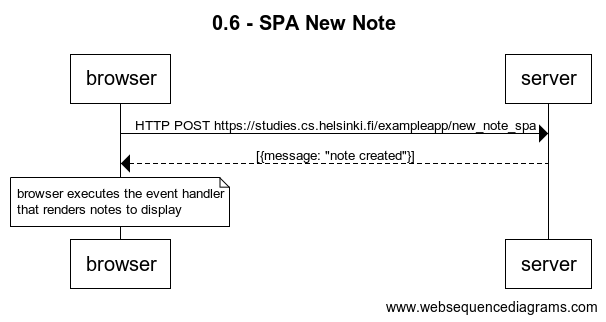 0.6 - SPA New Note
browser
server
HTTP POST https://studies.cs.helsinki.fi/exampleapp/new_note_spa
[{message: "note created"}]
browser executes the event handler
that renders notes to display
browser
server
www.websequencediagrams.com